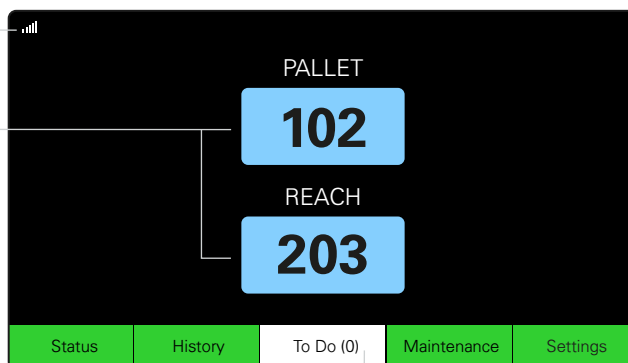 PALLET
102
REACH
203
Status History To Do (0) Maintenance Settings